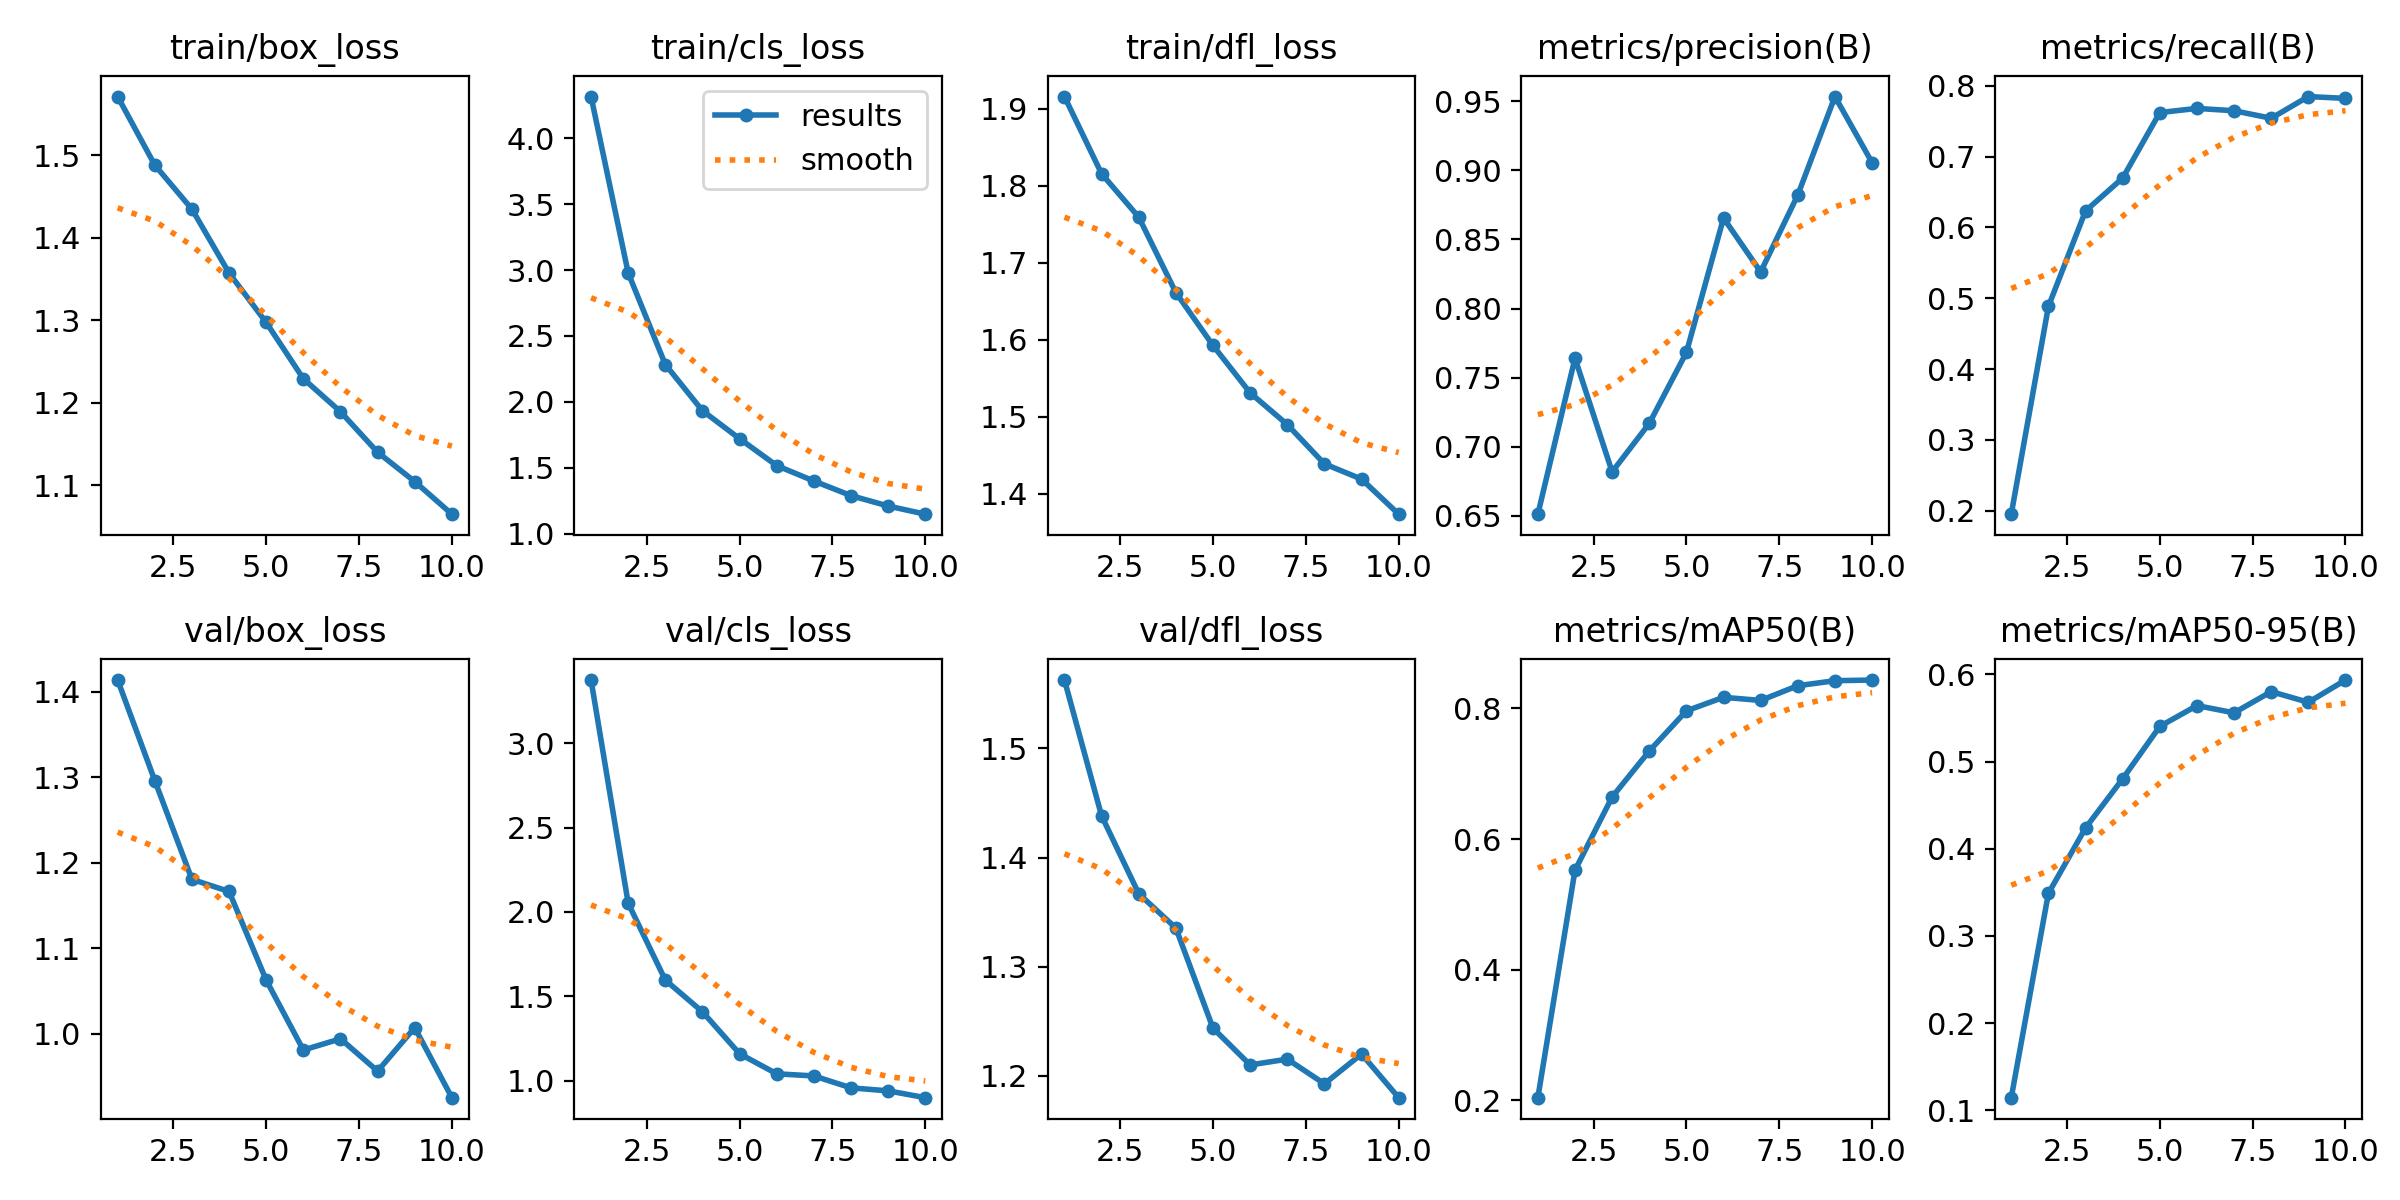 train/box_loss
1.5
1.4
1.3
1.2
1.1
2.5 5.0 7.5 10.0
train/cls_loss
results
smooth
4.0
3.5
3.0
2.5
2.0
1.5
1.0
2.5 5.0 7.5 10.0
train/dfl_loss
1.9
1.8
1.7
1.6
1.5
1.4
2.5 5.0 7.5 10.0
metrics/precision(B)
0.95
0.90
0.85
0.80
0.75
0.70
0.65
2.5 5.0 7.5 10.0
metrics/recall(B)
0.8
0.7
0.6
0.5
0.4
0.3
0.2
2.5 5.0 7.5 10.0
val/box_loss
1.4
1.3
1.2
1.1
1.0
2.5 5.0 7.5 10.0
val/cls_loss
3.0
2.5
2.0
1.5
1.0
2.5 5.0 7.5 10.0
val/dfl_loss
1.5
1.4
1.3
1.2
2.5 5.0 7.5 10.0
metrics/mAP50(B)
0.8
0.6
0.4
0.2
2.5 5.0 7.5 10.0
metrics/mAP50-95(B)
0.6
0.5
0.4
0.3
0.2
0.1
2.5 5.0 7.5 10.0